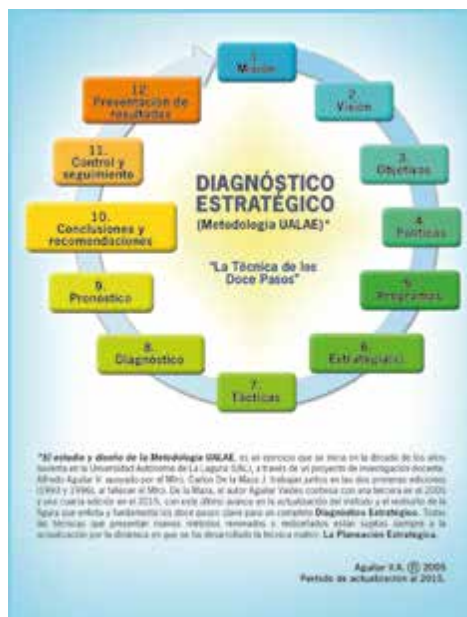 1.
Misión
2.
Visión
3.
Objetivos
4.
Políticas
5.
Programas
6.
Estrategia(s)
7.
Tácticas
8.
Diagnóstico
9.
Pronóstico
10.
Conclusiones y
recomendaciones
11.
Control y
seguimiento
12.
Presentación de
resultados
DIAGNÓSTICO
ESTRATÉGICO
(Metodología UALAE)*
"La Técnica de los
Doce Pasos"
"El estudio y diseño de la Metodología UALAE, es un ejercicio que se inicia en la década de los años
noventa en la Universidad Autónoma de La Laguna (UAL), a través de un proyecto de investigación docente.
Alfredo Aguilar V. apoyado por el Mtro. Carlos De la Maza J. trabajan juntos en las dos primeras ediciones
(1993 y 1996), al fallecer el Mtro. De la Maza, el autor Aguilar Valdés continúa con una tercera en el 2005
y una cuarta edición en el 2015, con este último avance en la actualización del método y el rediseño de la
figura que enlista y fundamenta los doce pasos clave para un completo Diagnóstico Estratégico. Todas
las técnicas que presentan nuevos métodos renovados o rediseñados están sujetas siempre a la
actualización por la dinámica en que se ha desarrollado la técnica matriz: La Planeación Estratégica.
Aguilar V.A. Ⓡ 2005
Período de actualización al 2015.